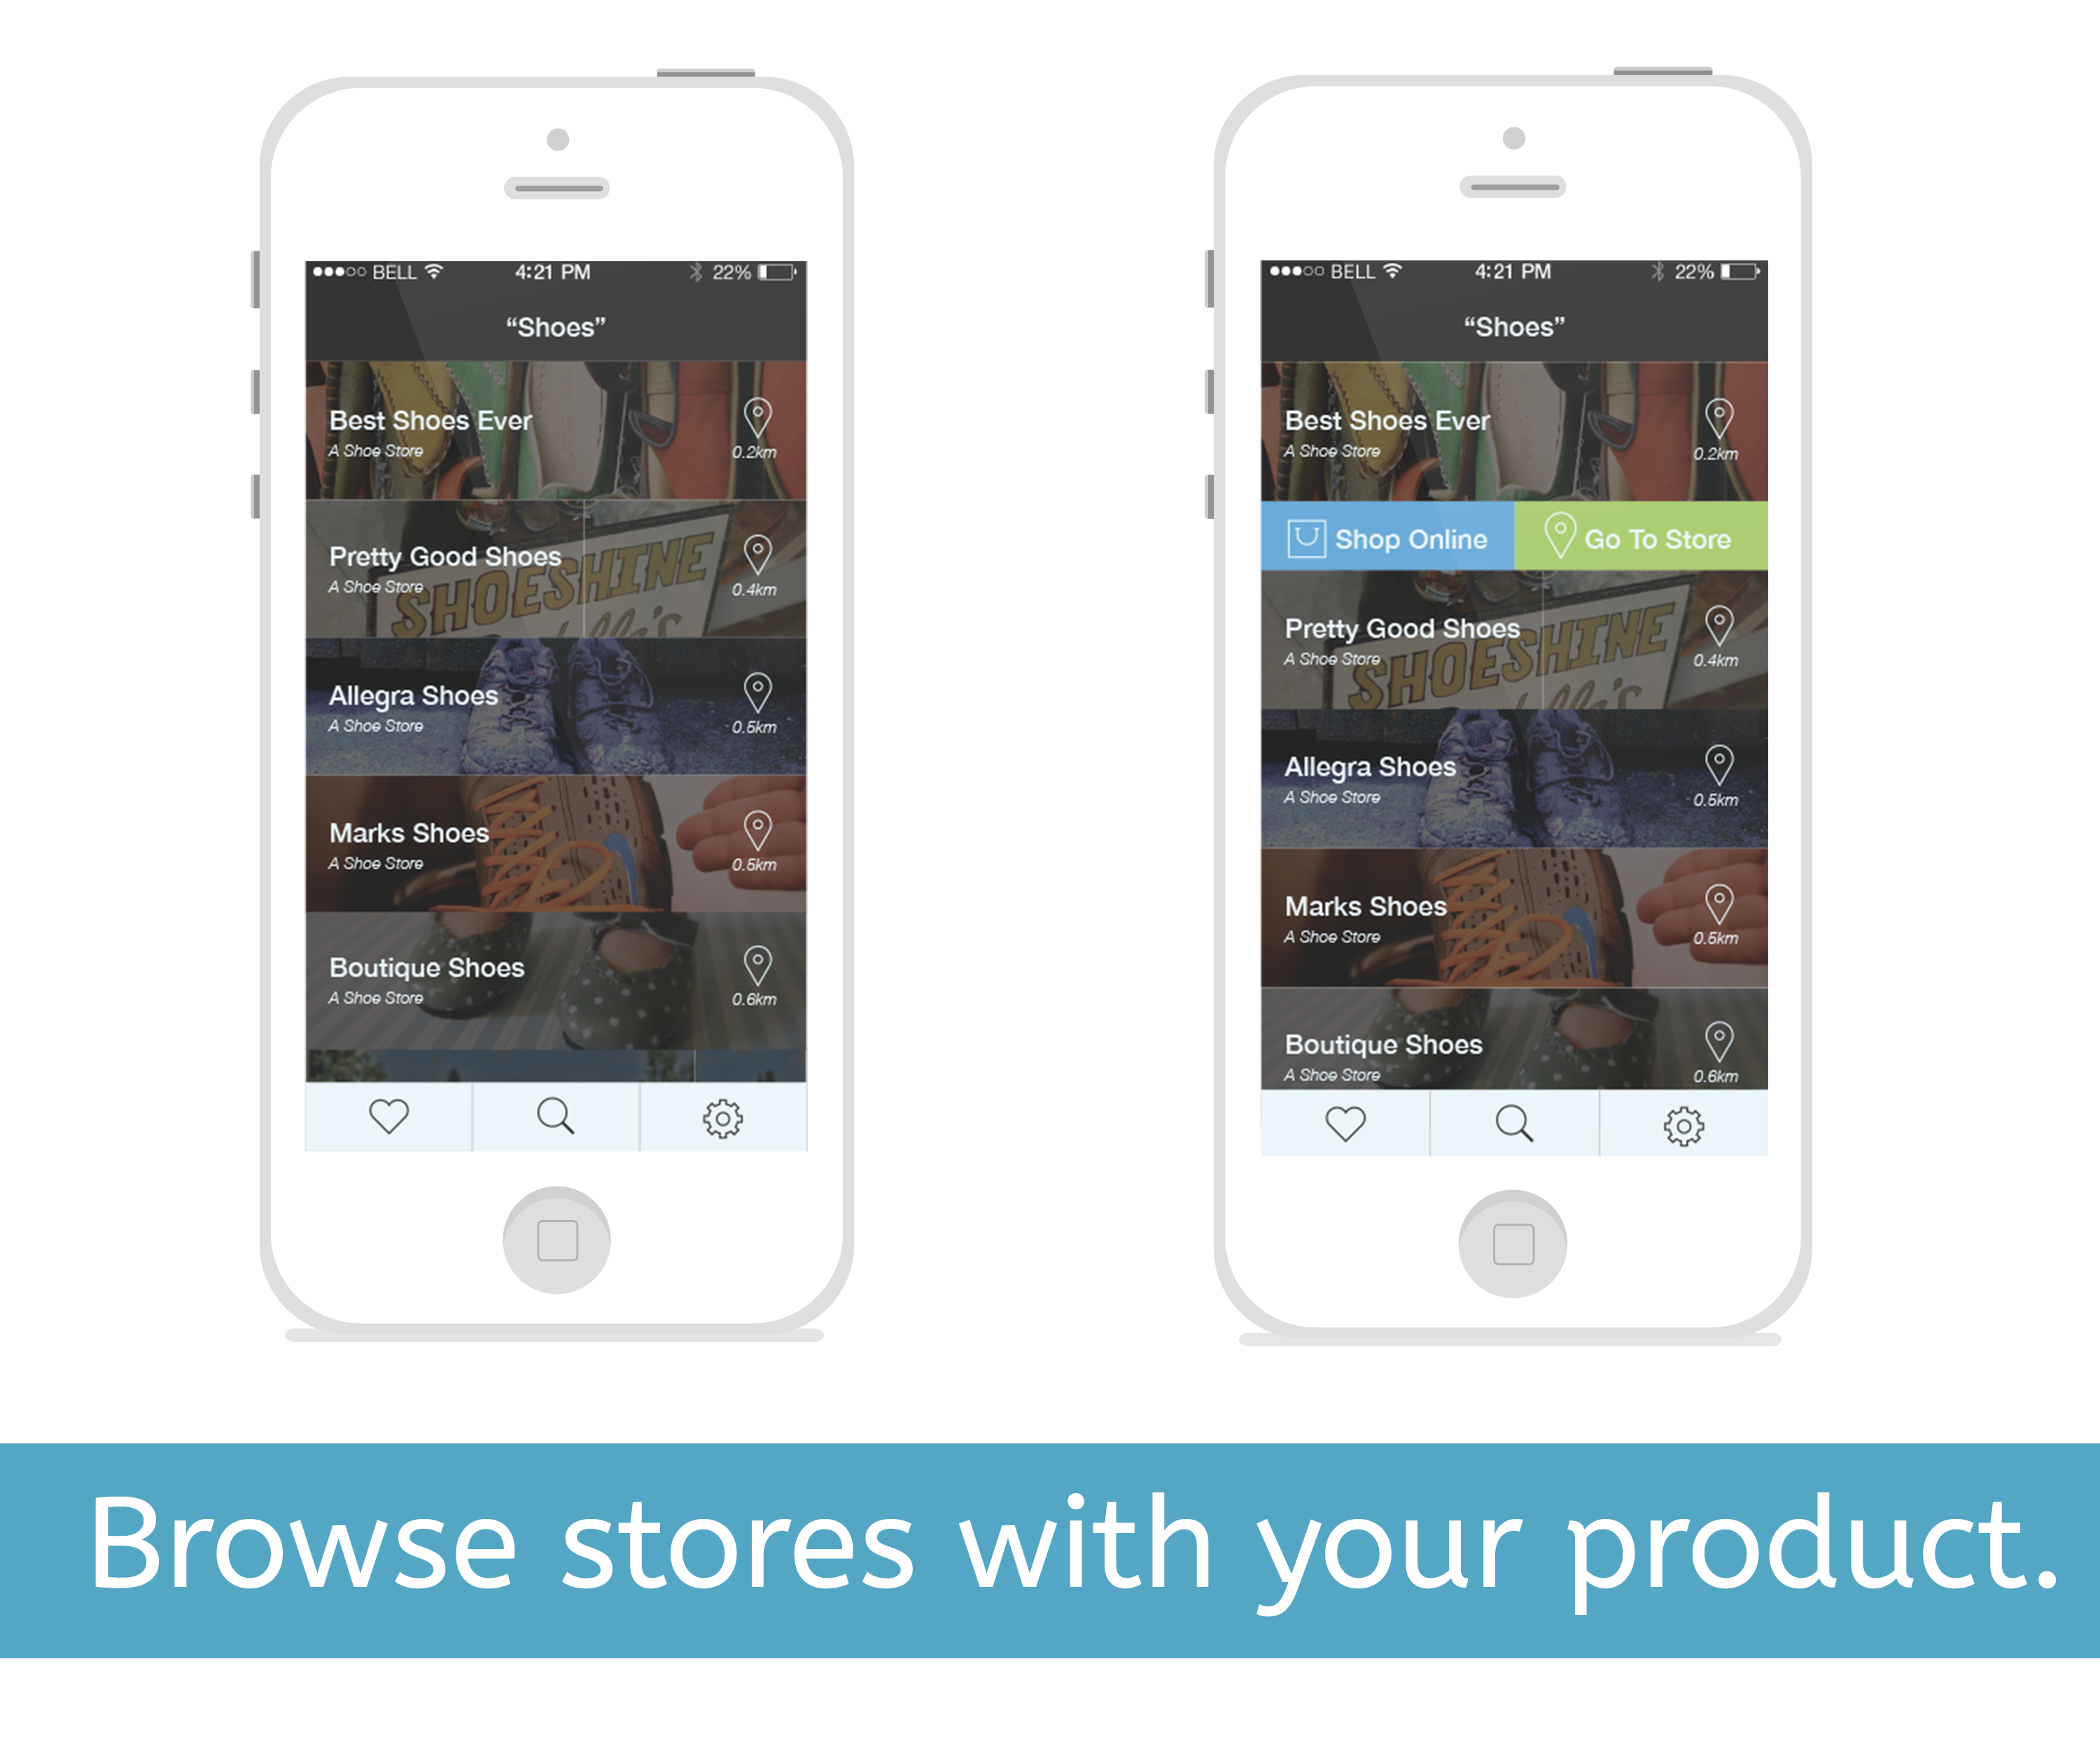 BELL 4:21 PM 22%
“Shoes”
Best Shoes Ever
A Shoe Store
0.2km
Pretty Good Shoes
A Shoe Store
0.4km
SHOESHINE
Allegra Shoes
A Shoe Store
0.5km
Marks Shoes
A Shoe Store
0.5km
Boutique Shoes
A Shoe Store
0.6km
BELL 4:21 PM 22%
“Shoes”
Best Shoes Ever
A Shoe Store
0.2km
Shop Online
Go To Store
Pretty Good Shoes
A Shoe Store
0.4km
SHOESHINE
Allegra Shoes
A Shoe Store
0.5km
Marks Shoes
A Shoe Store
0.5km
Boutique Shoes
A Shoe Store
0.6km
Browse stores with your product.